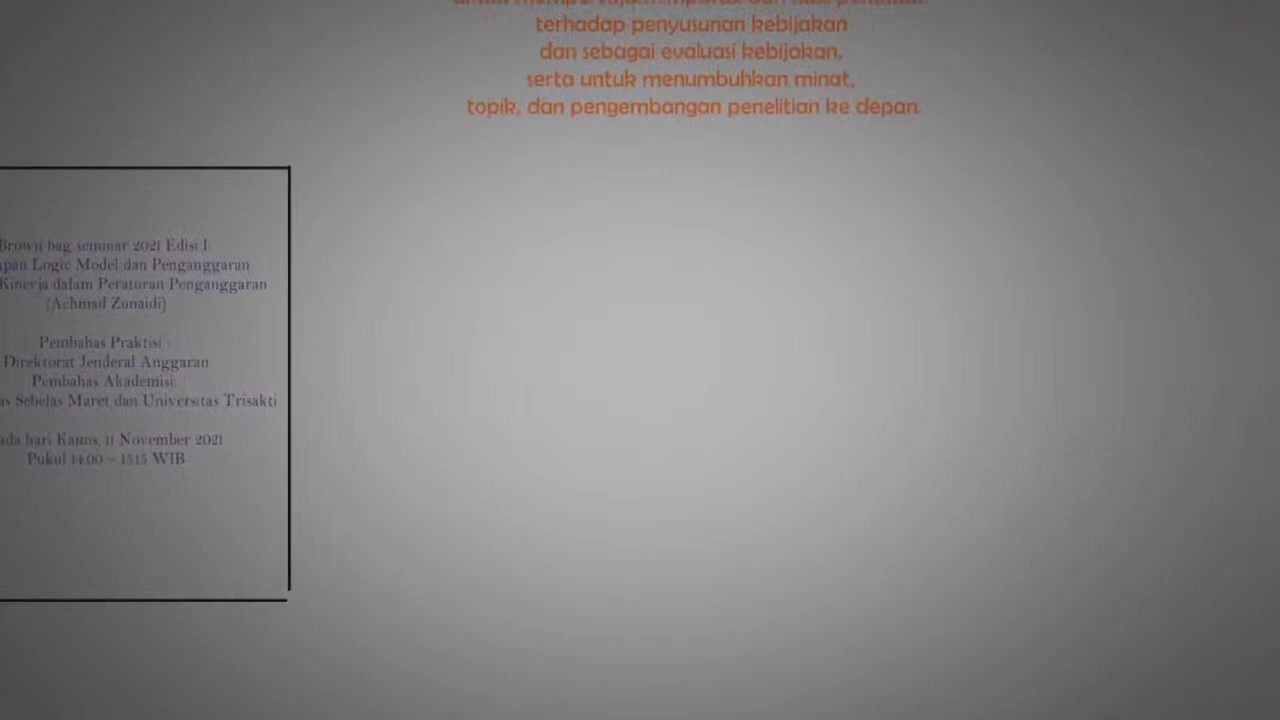 terhadap penyusunan kebijakan
dan sebagai evaluasi kebijakan,
serta untuk menumbuhkan minat,
topik, dan pengembangan penelitian ke depan.
Brown bag seminar 2021 Edisi I:
Logic Model dan Penganggaran
Kinerja dalam Peraturan Penganggaran
(Achmad Zunaidi)
Pembahas Praktisi :
Direktorat Jenderal Anggaran
Pembahas Akademisi:
Sebelas Maret dan Universitas Trisakti
hari Kamis, 11 November 2021
Pukul 14.00 – 15.15 WIB